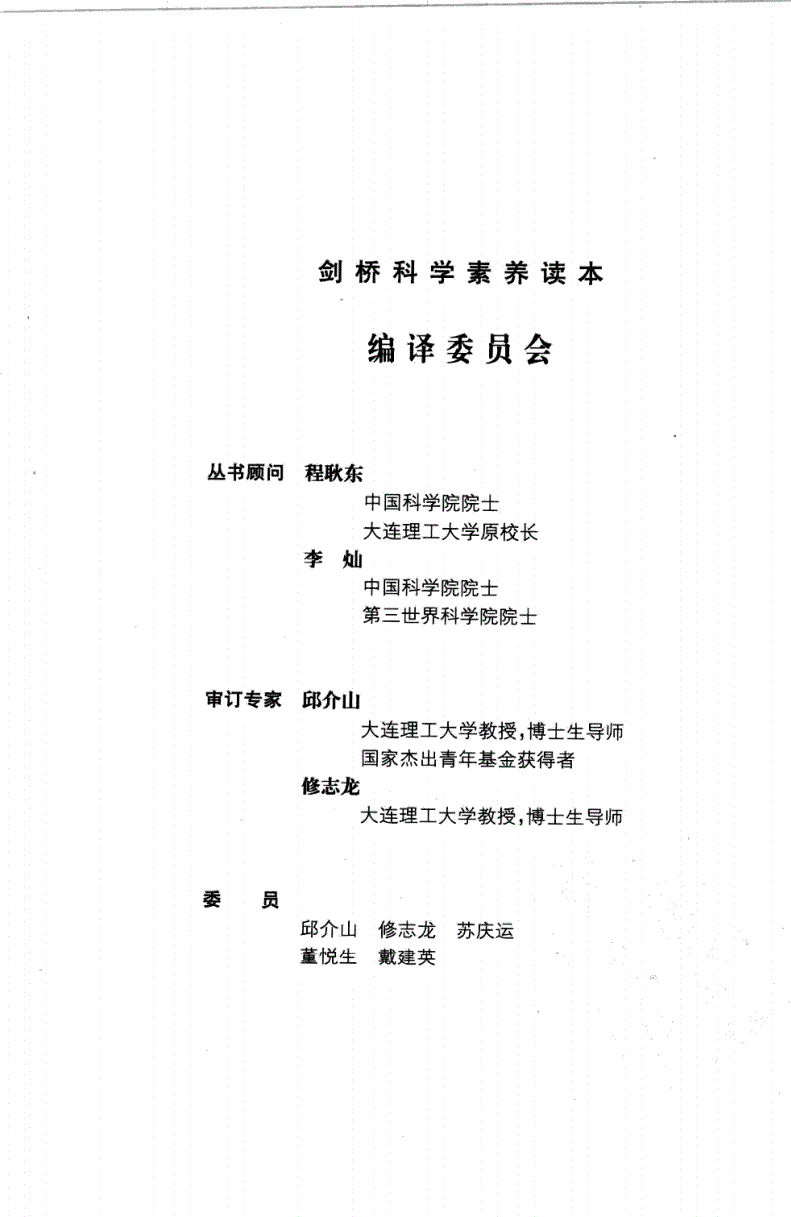 剑桥科学素养读本
编译委员会
丛书顾问 程耿东
中国科学院院士
大连理工大学原校长
李 灿
中国科学院院士
第三世界科学院院士
审订专家 邱介山
大连理工大学教授,博士生导师
国家杰出青年基金获得者
修志龙
大连理工大学教授,博士生导师
委 员
邱介山 修志龙 苏庆运
董悦生 戴建英